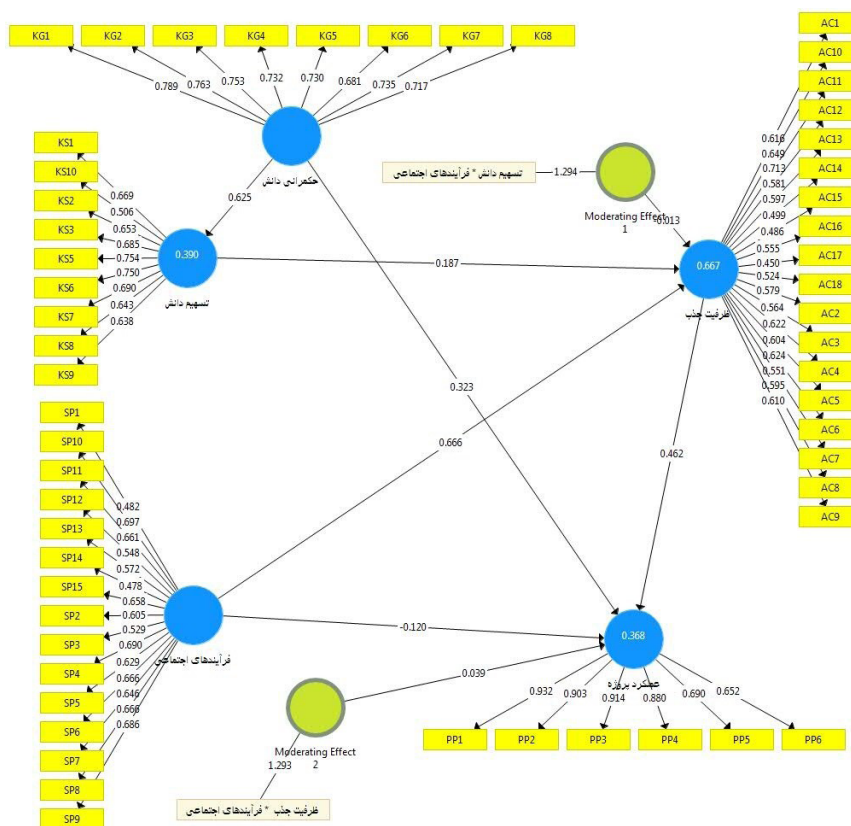 KG1 KG2 KG3 KG4 KG5 KG6 KG7 KG8
0.789 0.763 0.753 0.732 0.730 0.681 0.735 0.717
حکمرانی دانش
0.625
KS1
KS10
KS2
KS3
KS5
KS6
KS7
KS8
KS9
0.669
0.506
0.653
0.685
0.754
0.750
0.690
0.643
0.638
0.390
تسهیم دانش
0.187
تسهیم دانش * فرآیندهای اجتماعی
1.294
Moderating Effect
1
-0.013
0.667
ظرفیت جذب
AC1
AC10
AC11
AC12
AC13
AC14
AC15
AC16
AC17
AC18
AC2
AC3
AC4
AC5
AC6
AC7
AC8
AC9
0.616
0.649
0.713
0.581
0.597
0.499
0.486
0.555
0.450
0.524
0.579
0.564
0.622
0.604
0.624
0.551
0.595
0.610
0.323
0.666
0.462
SP1
SP10
SP11
SP12
SP13
SP14
SP15
SP2
SP3
SP4
SP5
SP6
SP7
SP8
SP9
0.482
0.697
0.661
0.548
0.572
0.478
0.658
0.605
0.529
0.690
0.629
0.666
0.646
0.666
0.686
فرآیندهای اجتماعی
-0.120
0.368
عملکرد پروژه
0.039
Moderating Effect
2
1.293
ظرفیت جذب * فرآیندهای اجتماعی
0.932 0.903 0.914 0.880 0.690 0.652
PP1 PP2 PP3 PP4 PP5 PP6